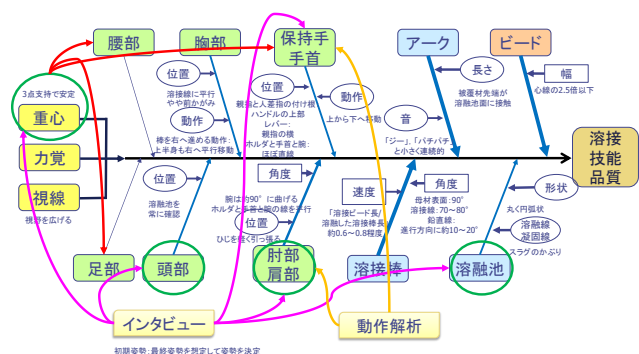 腰部
胸部
保持手
手首
アーク
ビード
3点支持で安定
重心
力覚
視線
視野を広げる
位置
溶接線に平行
やや前かがみ
動作
棒を右へ進める動作:
上半身も右へ平行移動
位置
親指と人差指の付け根
ハンドルの上部
レバー:
親指の横
ホルダと手首と腕:
ほぼ直線
動作
上から下へ移動
長さ
被覆材先端が
溶融池面に接触
音
「ジー」、「パチパチ」
と小さく連続的
幅
心線の2.5倍以下
溶接
技能
品質
位置
溶融池を
常に確認
角度
腕は約90°に曲げる
ホルダと手首と腕の線を平行
位置
ひじを軽く引っ張る
速度
「溶接ビード長/
溶融した溶接棒長」
約0.6~0.8程度
角度
母材表面:90°
溶接線:70~80°
鉛直線:
進行方向に約10~20°
形状
丸く円弧状
溶融線
凝固線
スラグのかぶり
足部
頭部
肘部
肩部
溶接棒
溶融池
インタビュー
動作解析
初期姿勢:最終姿勢を想定して姿勢を決定